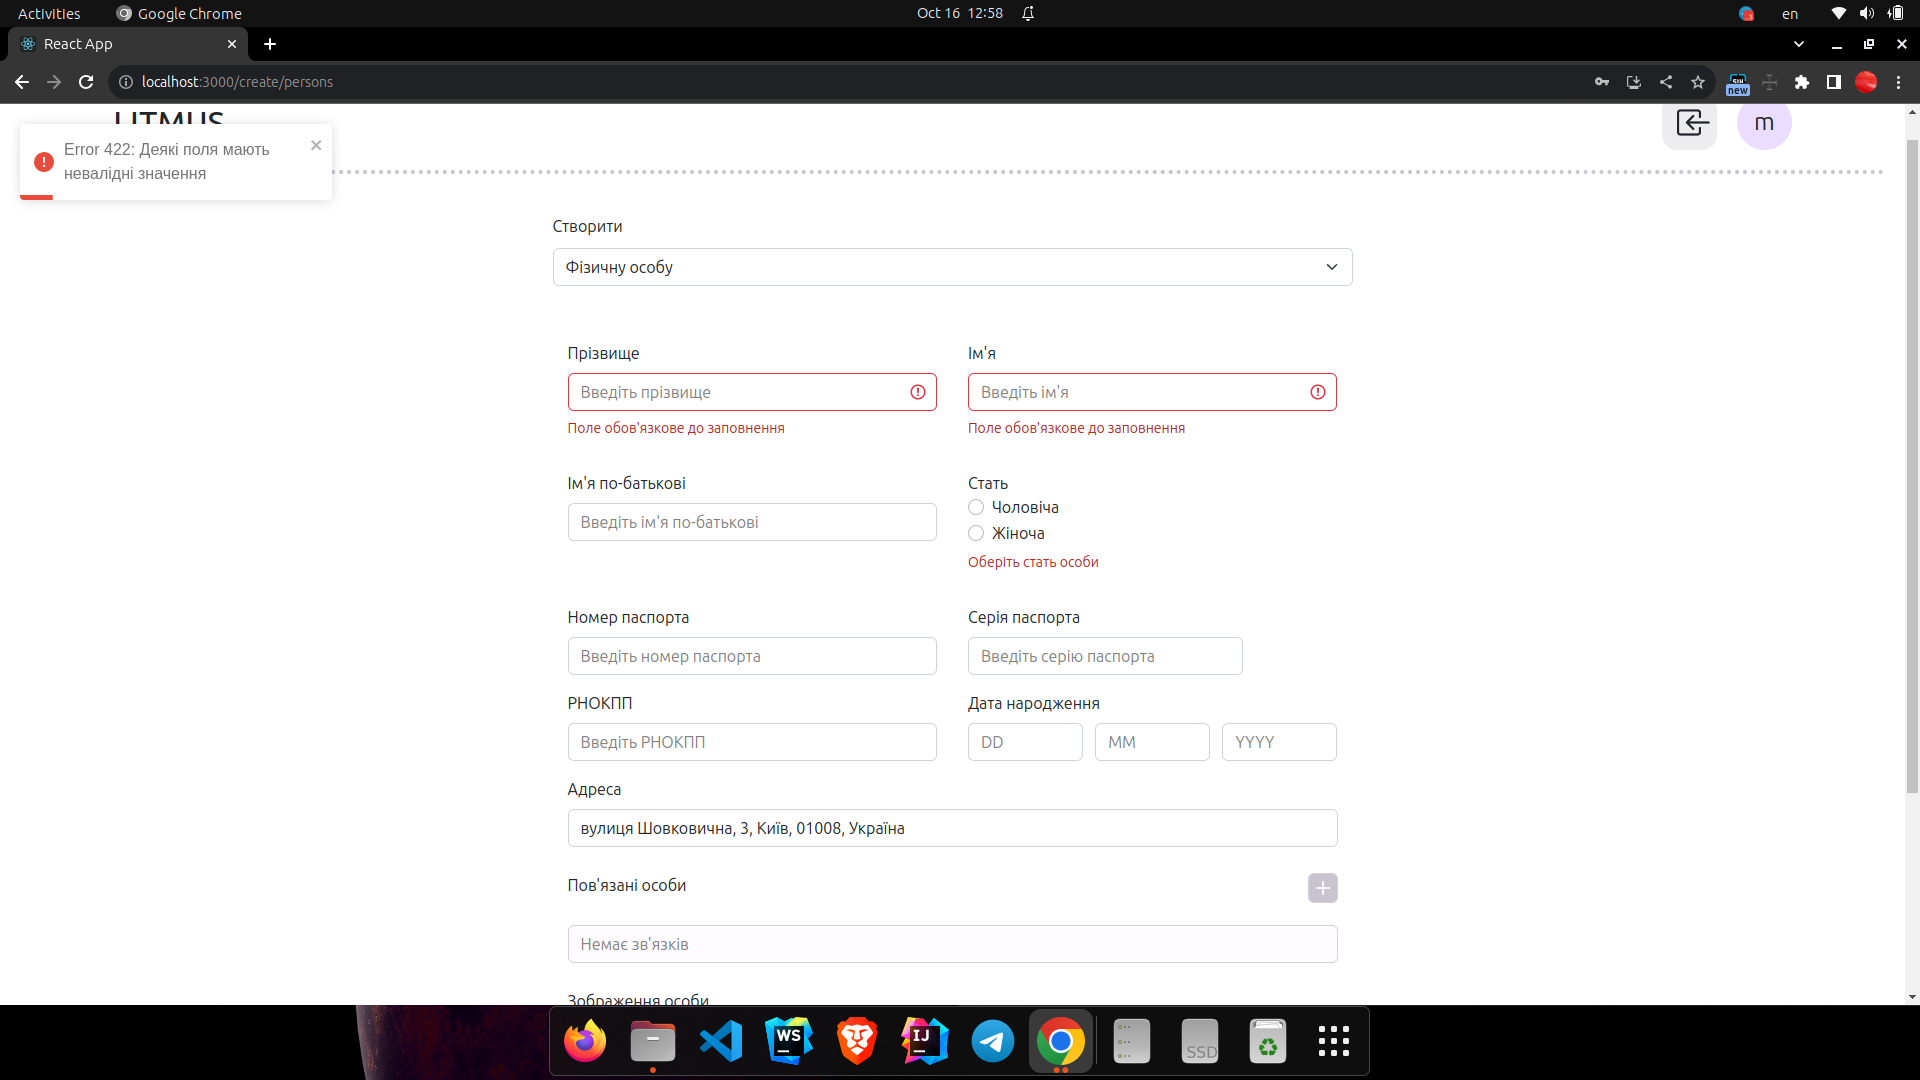 Activities
Google Chrome
Oct 16 12:58
en
React App
localhost:3000/create/persons
new
LITMUS
m
Error 422: Деякі поля мають
невалідні значення
Створити
Фізичну особу
Прізвище
Ім'я
Введіть прізвище
Введіть ім'я
Поле обов'язкове до заповнення
Поле обов'язкове до заповнення
Ім'я по-батькові
Стать
Введіть ім'я по-батькові
Чоловіча
Жіноча
Оберіть стать особи
Номер паспорта
Серія паспорта
Введіть номер паспорта
Введіть серію паспорта
РНОКПП
Дата народження
Введіть РНОКПП
DD
MM
YYYY
Адреса
вулиця Шовковична, 3, Київ, 01008, Україна
Пов'язані особи
Немає зв'язків
Зображення особи
WS
IJ
SSD